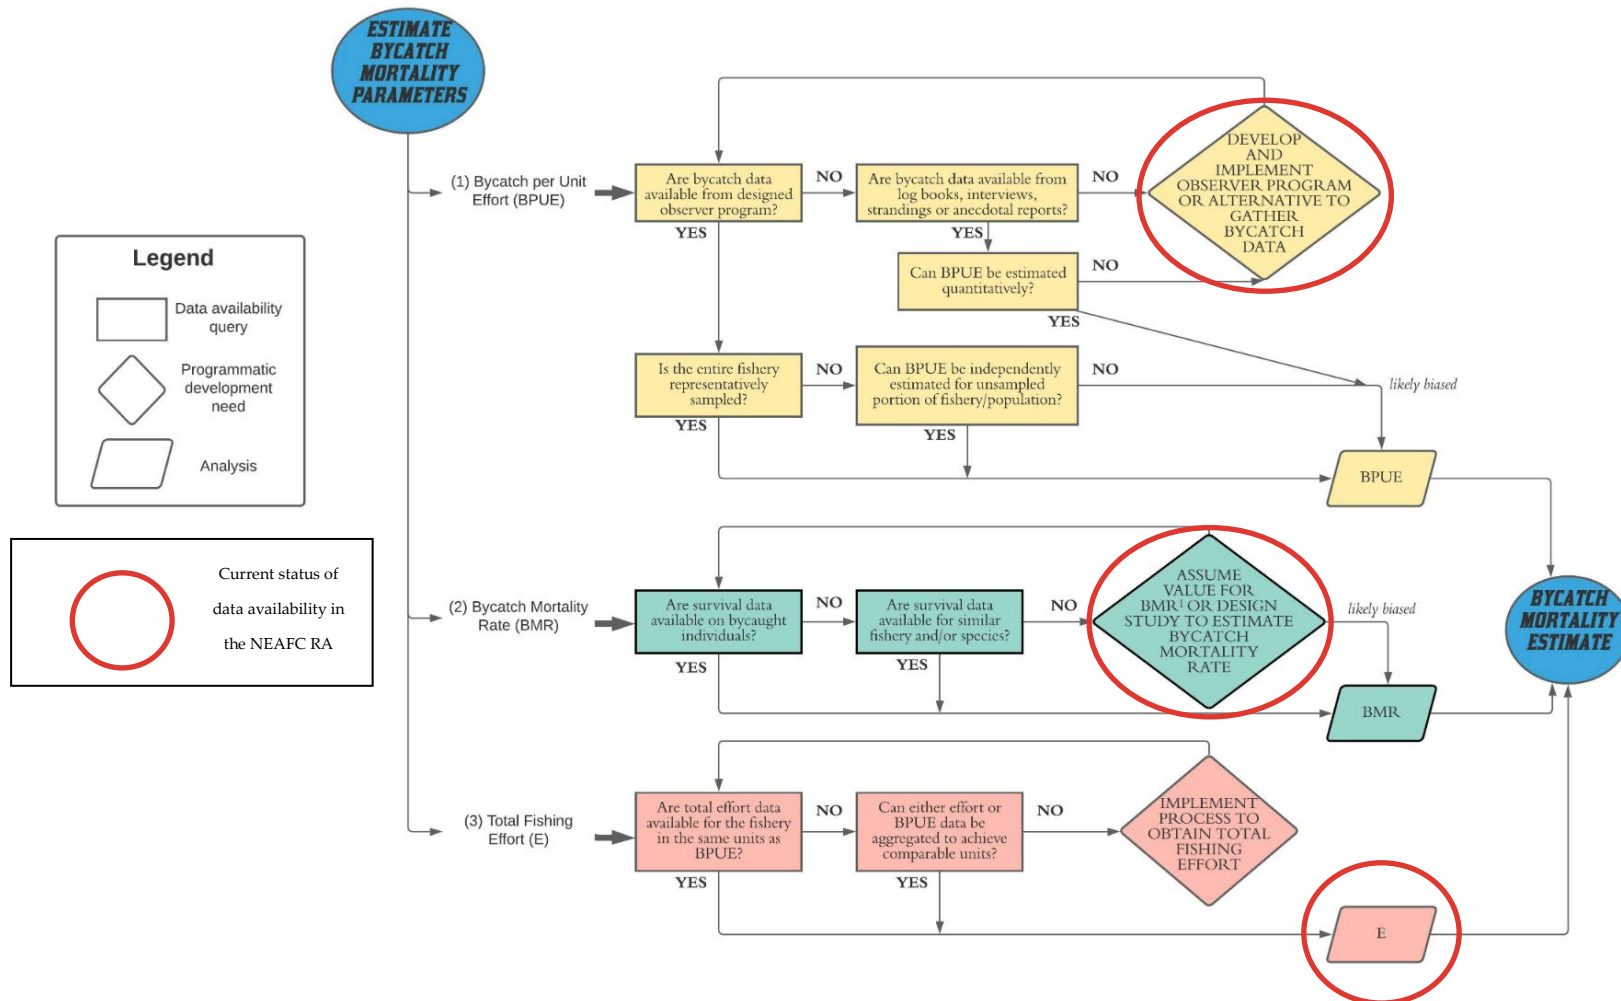 ESTIMATE
BYCATCH
MORTALITY
PARAMETERS
(1) Bycatch per Unit
Effort (BPUE)
Are bycatch data
available from designed
observer program?
NO
YES
Are bycatch data available from
log books, interviews,
strandings or anecdotal reports?
NO
YES
DEVELOP
AND
IMPLEMENT
OBSERVER PROGRAM
OR ALTERNATIVE TO
GATHER
BYCATCH
DATA
Can BPUE be estimated
quantitatively?
NO
YES
Is the entire fishery
representatively
sampled?
NO
YES
Can BPUE be independently
estimated for unsampled
portion of fishery/population?
NO
YES
likely biased
BPUE
Legend
Data availability
query
Programmatic
development
need
Analysis
Current status of
data availability in
the NEAFC RA
(2) Bycatch Mortality
Rate (BMR)
Are survival data
available on bycaught
individuals?
NO
YES
Are survival data
available for similar
fishery and/or species?
NO
YES
ASSUME
VALUE FOR
BMR¹ OR DESIGN
STUDY TO ESTIMATE
BYCATCH
MORTALITY
RATE
likely biased
BMR
BYCATCH
MORTALITY
ESTIMATE
(3) Total Fishing
Effort (E)
Are total effort data
available for the fishery
in the same units as
BPUE?
NO
YES
Can either effort or
BPUE data be
aggregated to achieve
comparable units?
NO
YES
IMPLEMENT
PROCESS TO
OBTAIN TOTAL
FISHING
EFFORT
E